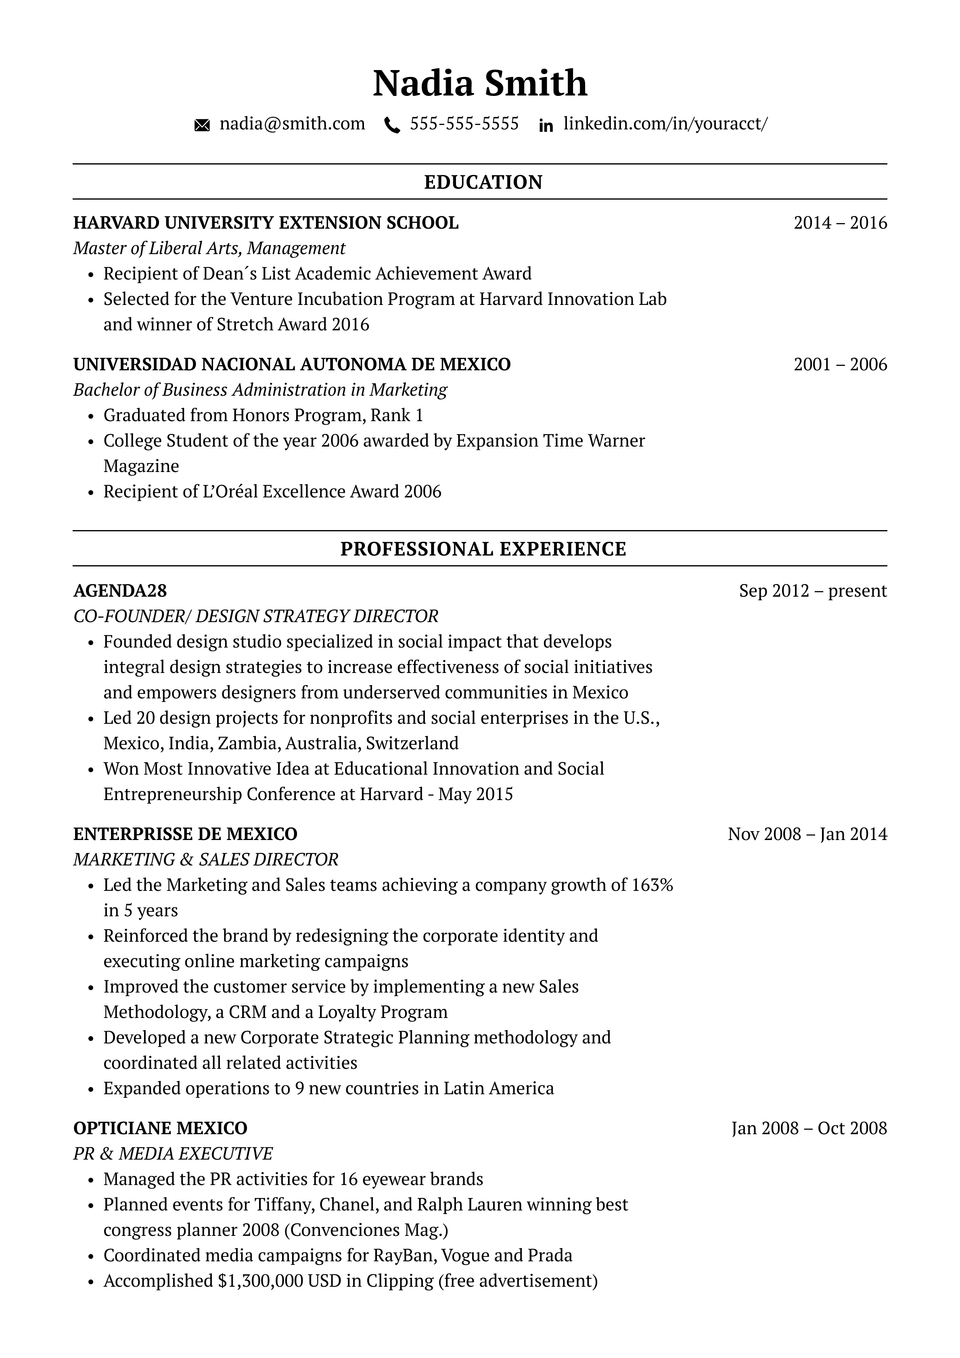 Nadia Smith
nadia@smith.com 555-555-5555 linkedin.com/in/youracct/
EDUCATION
HARVARD UNIVERSITY EXTENSION SCHOOL 2014 – 2016
Master of Liberal Arts, Management
• Recipient of Dean´s List Academic Achievement Award
• Selected for the Venture Incubation Program at Harvard Innovation Lab
and winner of Stretch Award 2016
UNIVERSIDAD NACIONAL AUTONOMA DE MEXICO 2001 – 2006
Bachelor of Business Administration in Marketing
• Graduated from Honors Program, Rank 1
• College Student of the year 2006 awarded by Expansion Time Warner
Magazine
• Recipient of L’Oréal Excellence Award 2006
PROFESSIONAL EXPERIENCE
AGENDA28 Sep 2012 – present
CO-FOUNDER/ DESIGN STRATEGY DIRECTOR
• Founded design studio specialized in social impact that develops
integral design strategies to increase effectiveness of social initiatives
and empowers designers from underserved communities in Mexico
• Led 20 design projects for nonprofits and social enterprises in the U.S.,
Mexico, India, Zambia, Australia, Switzerland
• Won Most Innovative Idea at Educational Innovation and Social
Entrepreneurship Conference at Harvard - May 2015
ENTERPRISSE DE MEXICO Nov 2008 – Jan 2014
MARKETING & SALES DIRECTOR
• Led the Marketing and Sales teams achieving a company growth of 163%
in 5 years
• Reinforced the brand by redesigning the corporate identity and
executing online marketing campaigns
• Improved the customer service by implementing a new Sales
Methodology, a CRM and a Loyalty Program
• Developed a new Corporate Strategic Planning methodology and
coordinated all related activities
• Expanded operations to 9 new countries in Latin America
OPTICIANE MEXICO Jan 2008 – Oct 2008
PR & MEDIA EXECUTIVE
• Managed the PR activities for 16 eyewear brands
• Planned events for Tiffany, Chanel, and Ralph Lauren winning best
congress planner 2008 (Convenciones Mag.)
• Coordinated media campaigns for RayBan, Vogue and Prada
• Accomplished $1,300,000 USD in Clipping (free advertisement)